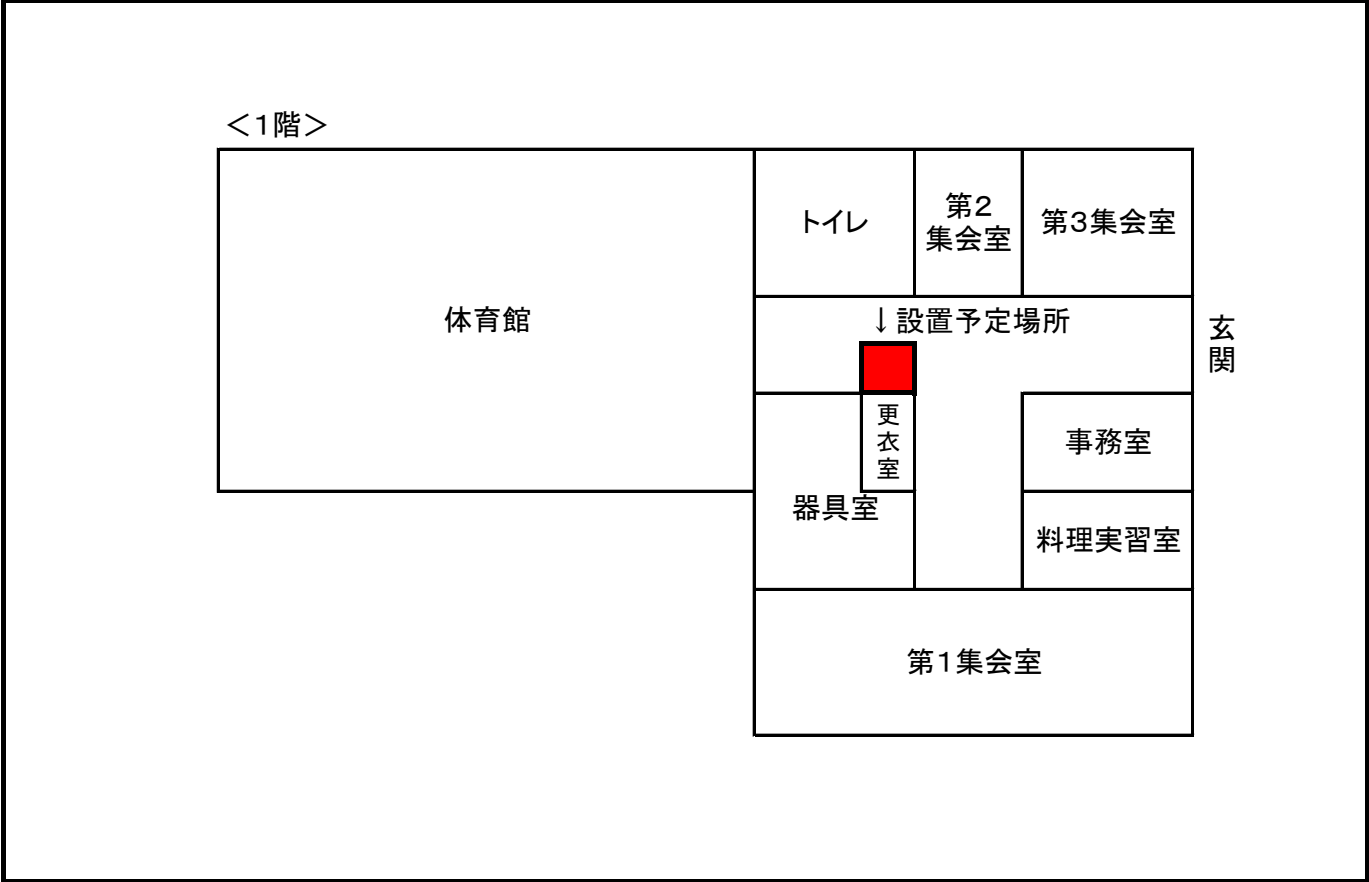 ＜１階＞
トイレ
第２
集会室
第３集会室
体育館
↓設置予定場所
玄
関
更
衣
室
事務室
器具室
料理実習室
第１集会室